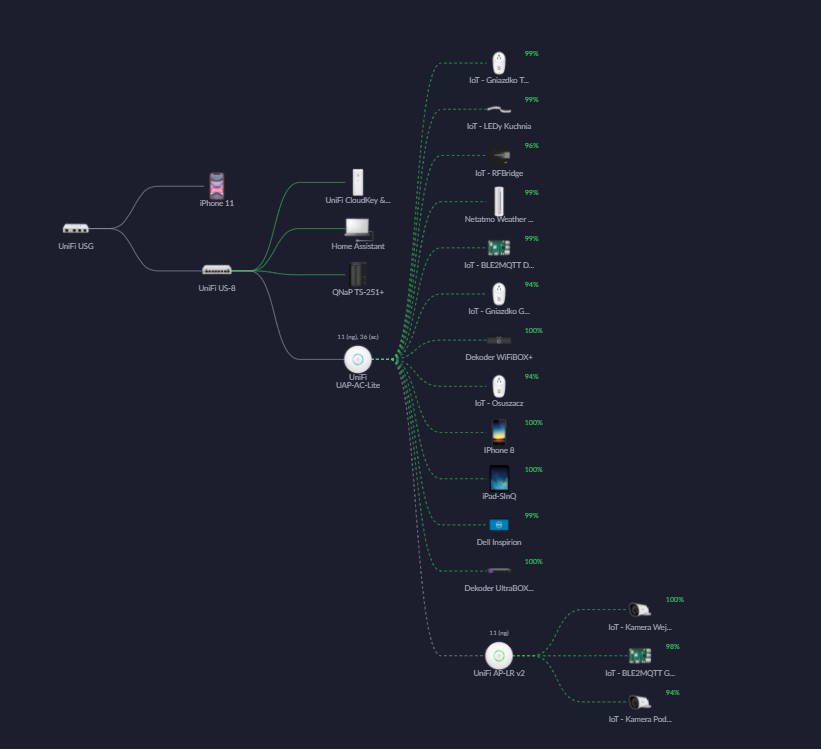 99%
IoT - Gniazdko T...
99%
IoT - LEDy Kuchnia
96%
IoT - RFBridge
99%
Netatmo Weather ...
99%
IoT - BLE2MQTT D...
94%
IoT - Gniazdko G...
100%
Dekoder WiFiBOX+
94%
IoT - Osuszacz
100%
IPhone 8
100%
iPad-SInQ
99%
Dell Inspirion
100%
Dekoder UltraBOX...
iPhone 11
UniFi USG
UniFi US-8
UniFi CloudKey &...
Home Assistant
QNaP TS-251+
11 (ng), 36 (ac)
UniFi
UAP-AC-Lite
11 (ng)
UniFi AP-LR v2
100%
IoT - Kamera Wej...
98%
IoT - BLE2MQTT G...
94%
IoT - Kamera Pod...